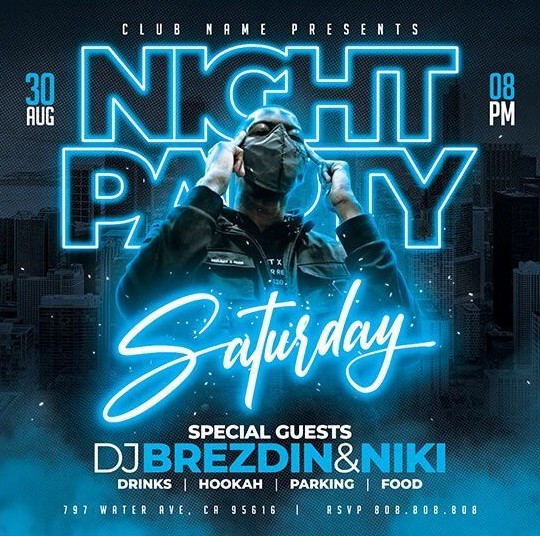 CLUB NAME PRESENTS
30
AUG
08
PM
NIGHT
PARTY
Saturday
SPECIAL GUESTS
DJ BREZDIN & NIKI
DRINKS | HOOKAH | PARKING | FOOD
797 WATER AVE, CA 95616 | RSVP 808.808.808